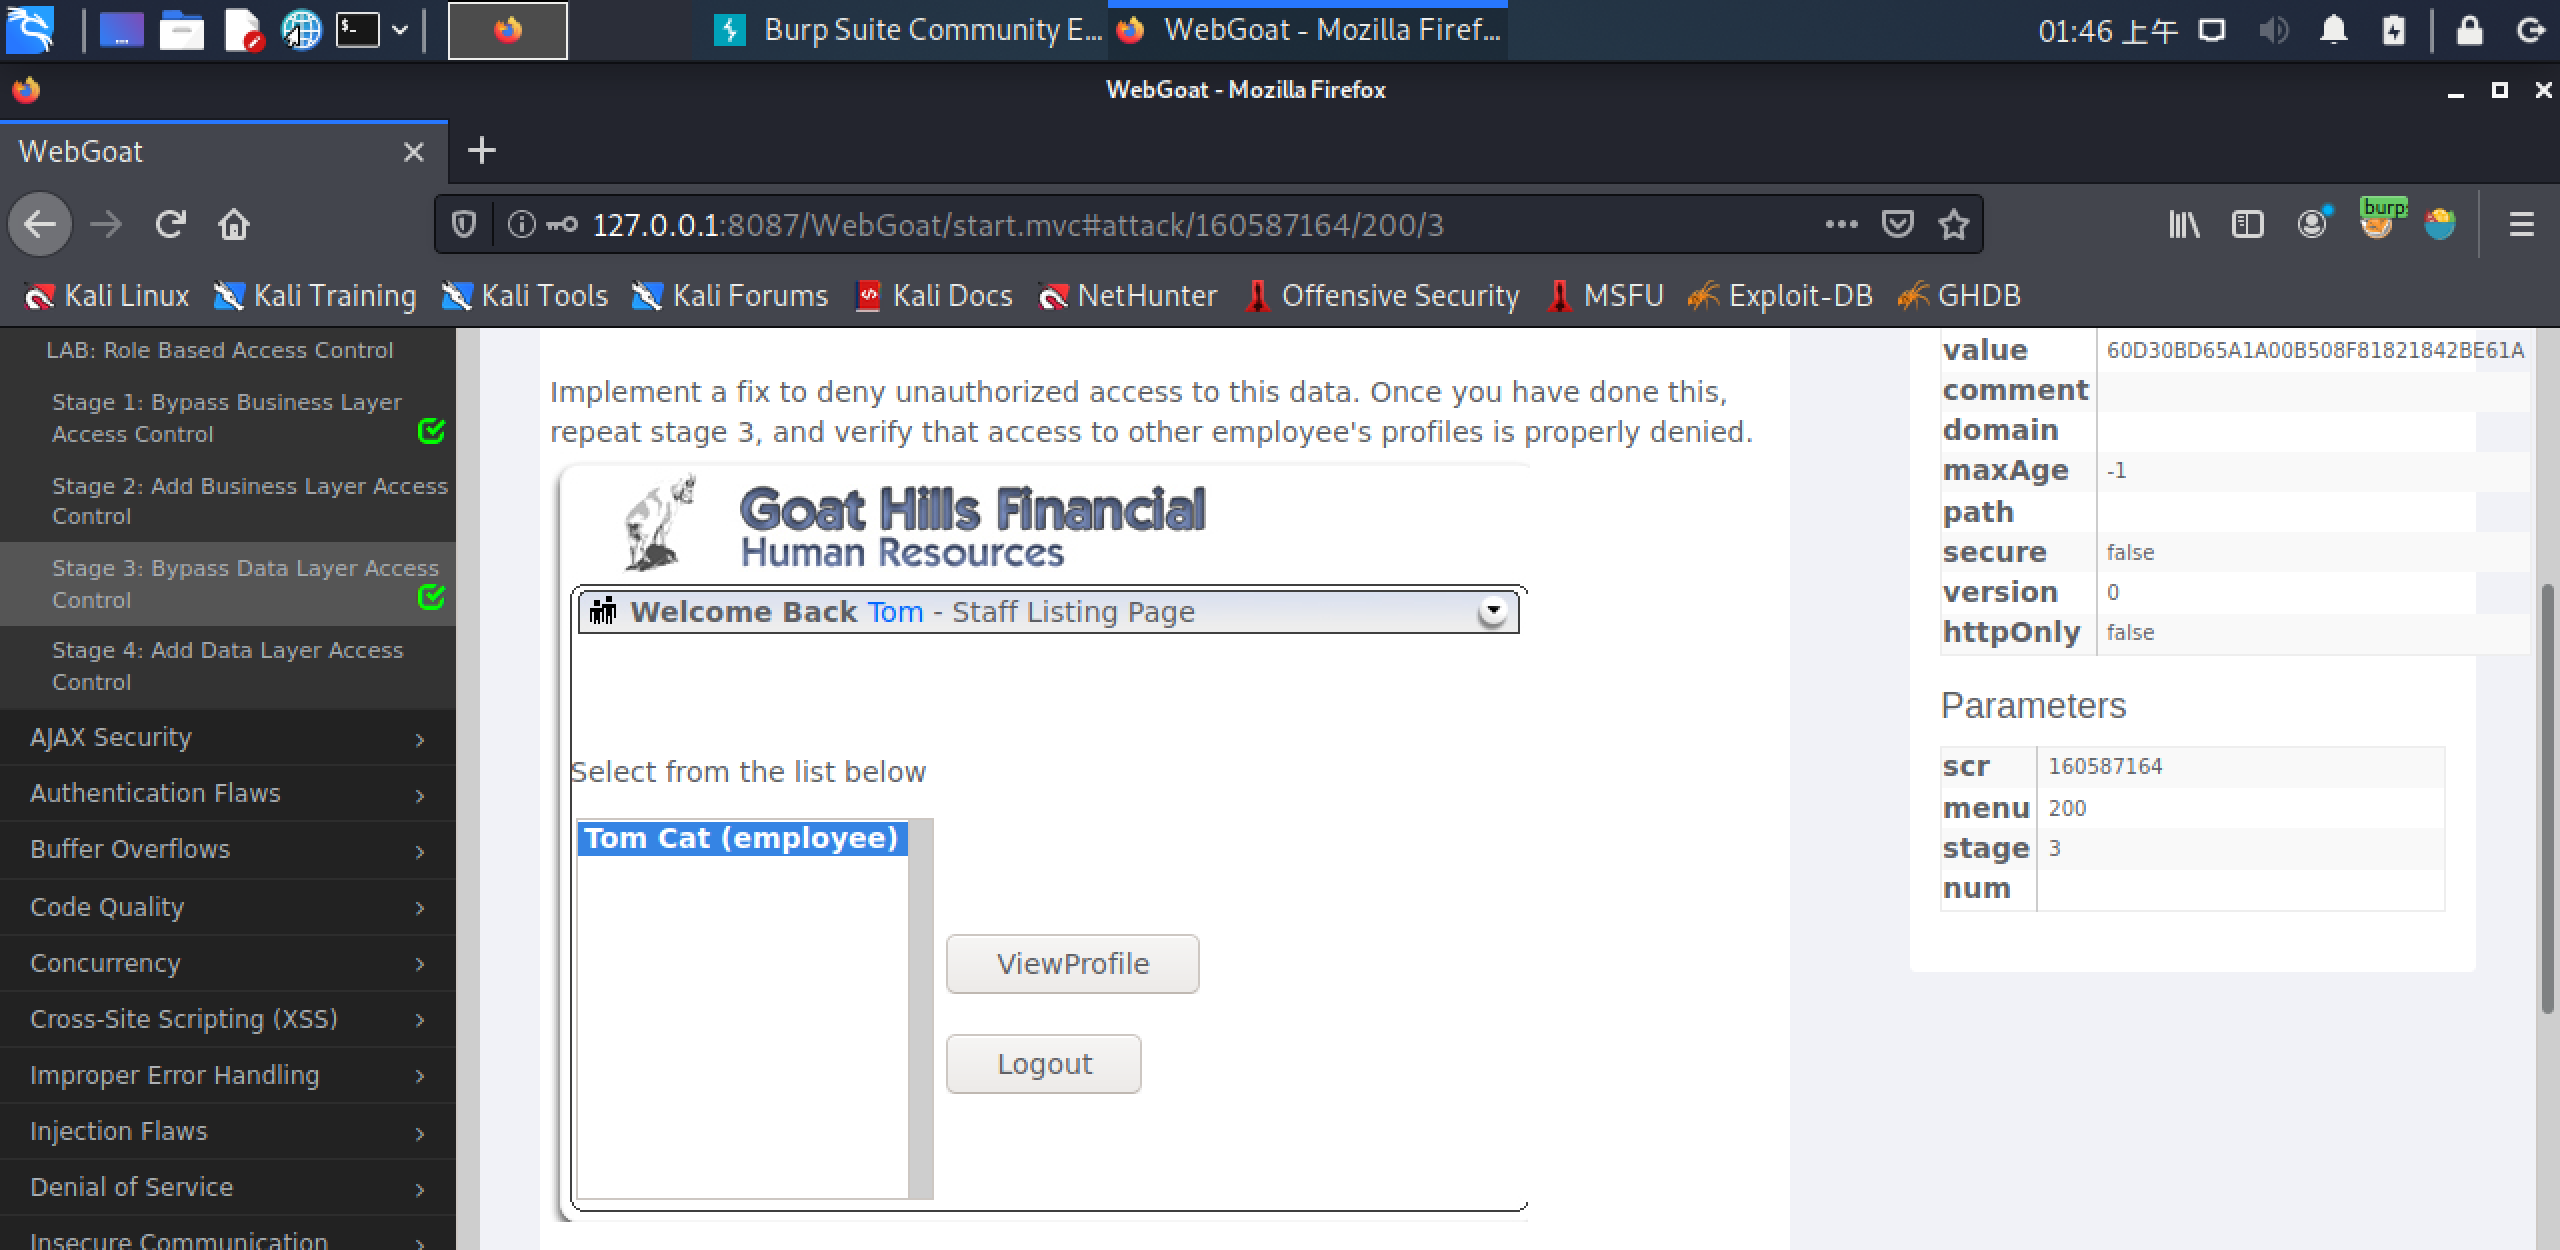 Burp Suite Community E...
WebGoat - Mozilla Firef...
01:46 上午
WebGoat - Mozilla Firefox
WebGoat
127.0.0.1:8087/WebGoat/start.mvc#attack/160587164/200/3
burp
Kali Linux
Kali Training
Kali Tools
Kali Forums
Kali Docs
NetHunter
Offensive Security
MSFU
Exploit-DB
GHDB
LAB: Role Based Access Control
Stage 1: Bypass Business Layer
Access Control
Stage 2: Add Business Layer Access
Control
Stage 3: Bypass Data Layer Access
Control
Stage 4: Add Data Layer Access
Control
AJAX Security
Authentication Flaws
Buffer Overflows
Code Quality
Concurrency
Cross-Site Scripting (XSS)
Improper Error Handling
Injection Flaws
Denial of Service
Insecure Communication
Implement a fix to deny unauthorized access to this data. Once you have done this,
repeat stage 3, and verify that access to other employee's profiles is properly denied.
Goat Hills Financial
Human Resources
Welcome Back Tom - Staff Listing Page
Select from the list below
Tom Cat (employee)
ViewProfile
Logout
value 60D30BD65A1A00B508F81821842BE61A
comment
domain
maxAge -1
path
secure false
version 0
httpOnly false
Parameters
scr 160587164
menu 200
stage 3
num